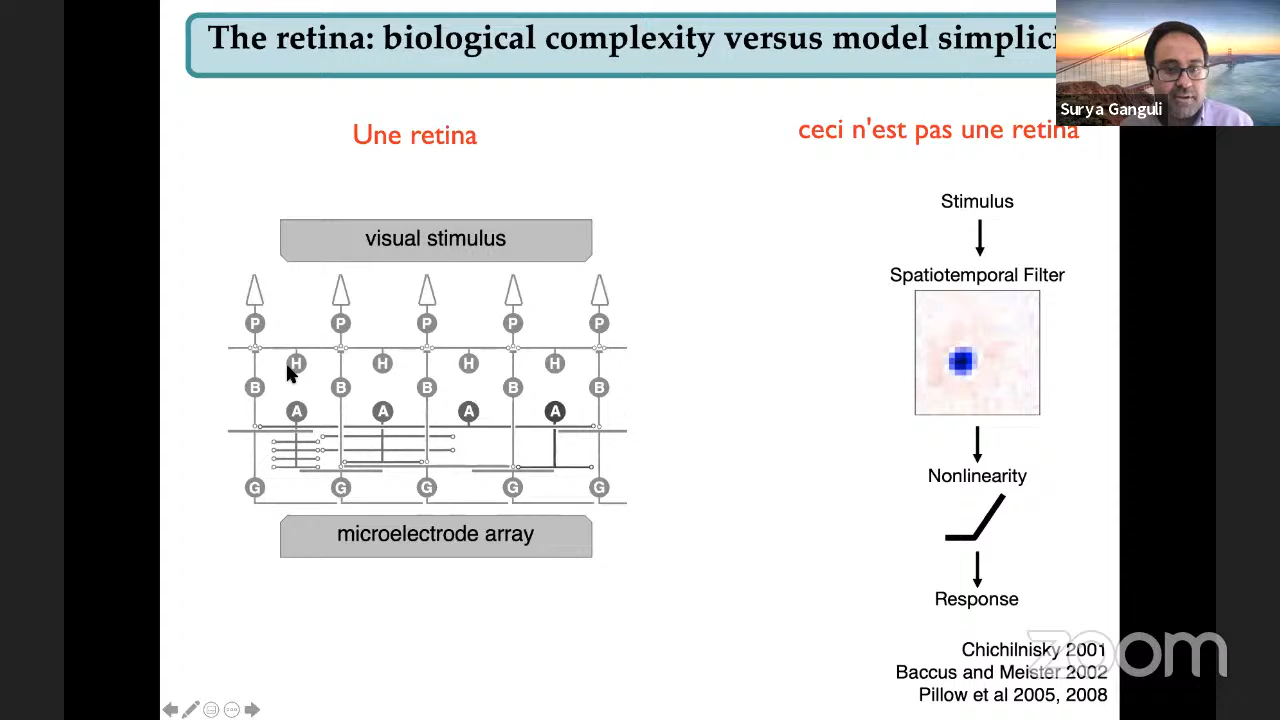 The retina: biological complexity versus model simplici
Surya Ganguli
Une retina
ceci n'est pas une retina
visual stimulus
P P P P P
H H H H
B B B B B
A A A A
G G G G G
microelectrode array
Stimulus
Spatiotemporal Filter
Nonlinearity
Response
Chichilnisky 2001
Baccus and Meister 2002
Pillow et al 2005, 2008
zoom